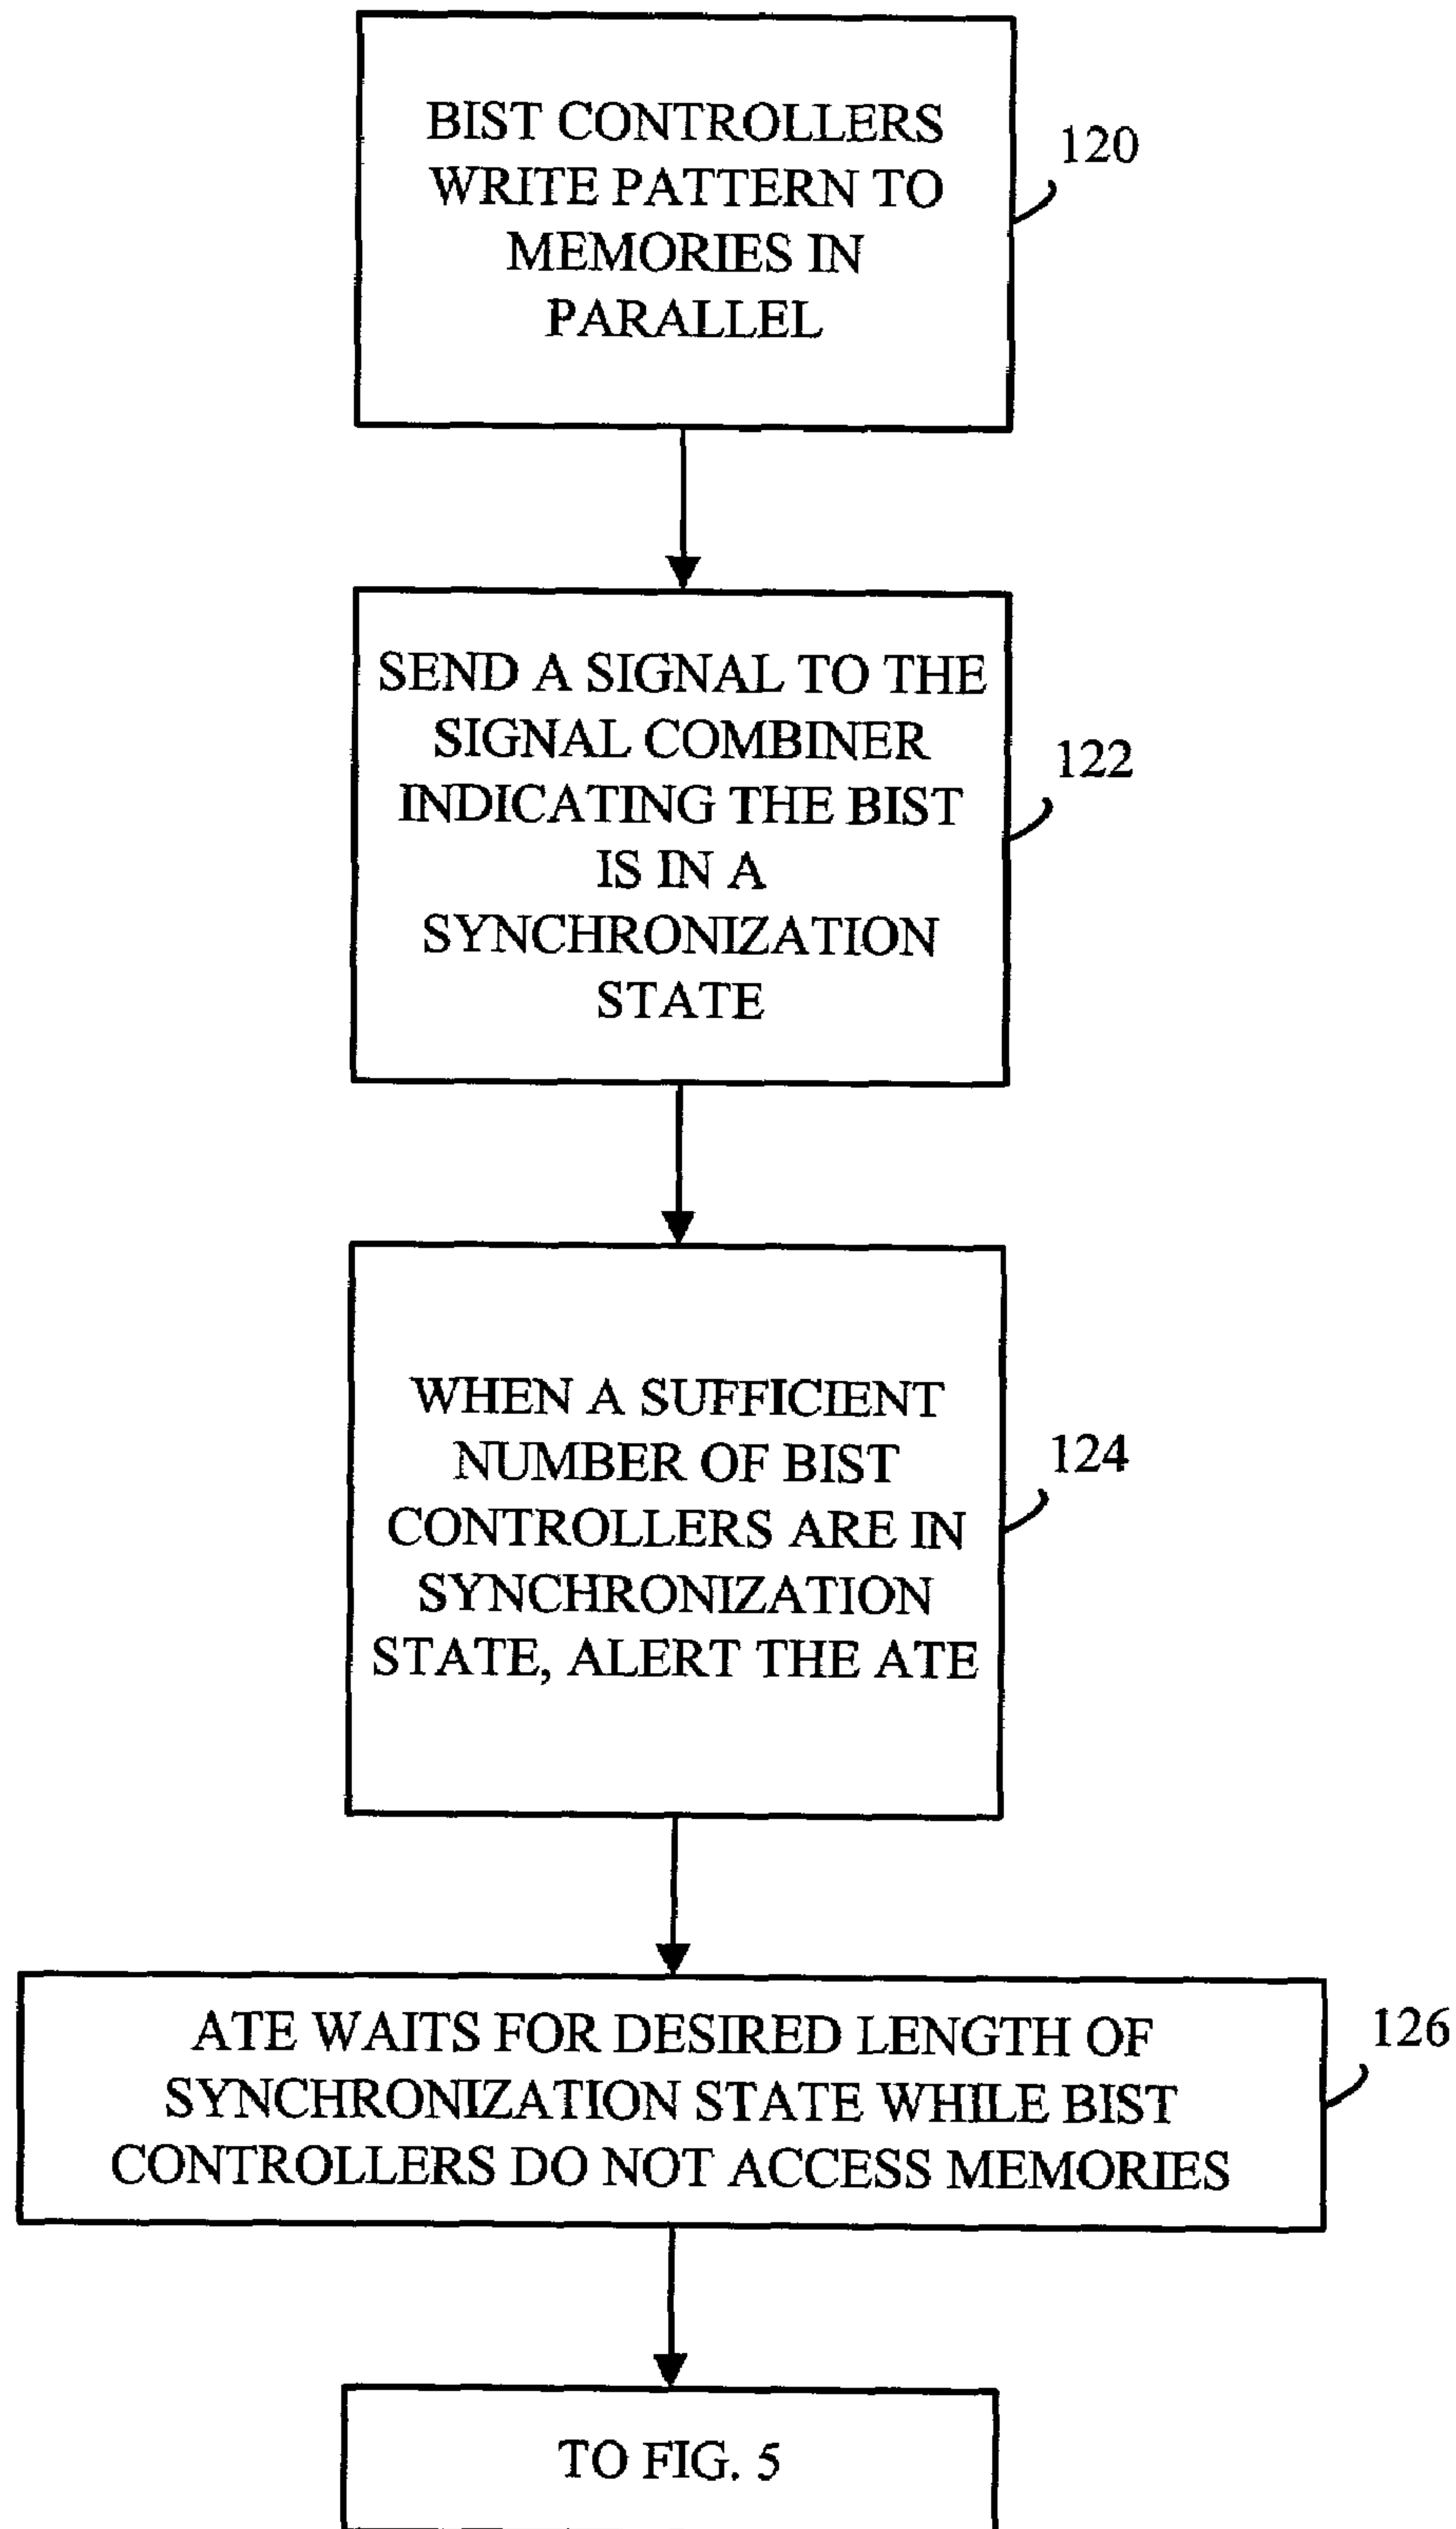 BIST CONTROLLERS
WRITE PATTERN TO
MEMORIES IN
PARALLEL
120
SEND A SIGNAL TO THE
SIGNAL COMBINER
INDICATING THE BIST
IS IN A
SYNCHRONIZATION
STATE
122
WHEN A SUFFICIENT
NUMBER OF BIST
CONTROLLERS ARE IN
SYNCHRONIZATION
STATE, ALERT THE ATE
124
ATE WAITS FOR DESIRED LENGTH OF
SYNCHRONIZATION STATE WHILE BIST
CONTROLLERS DO NOT ACCESS MEMORIES
126
TO FIG. 5